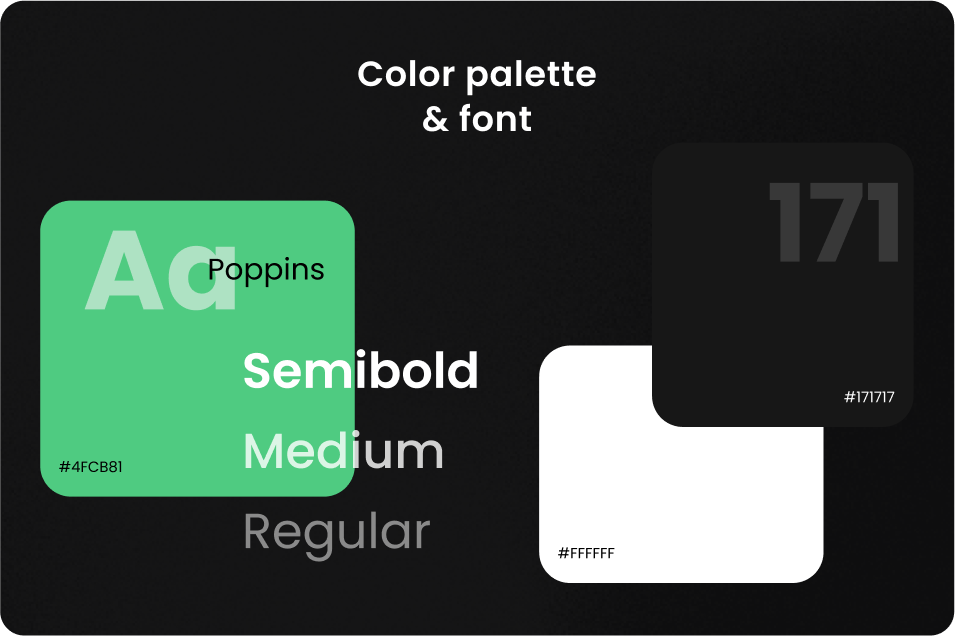 Color palette
& font
Aa
Poppins
Semibold
Medium
Regular
#4FCB81
171
#171717
#FFFFFF